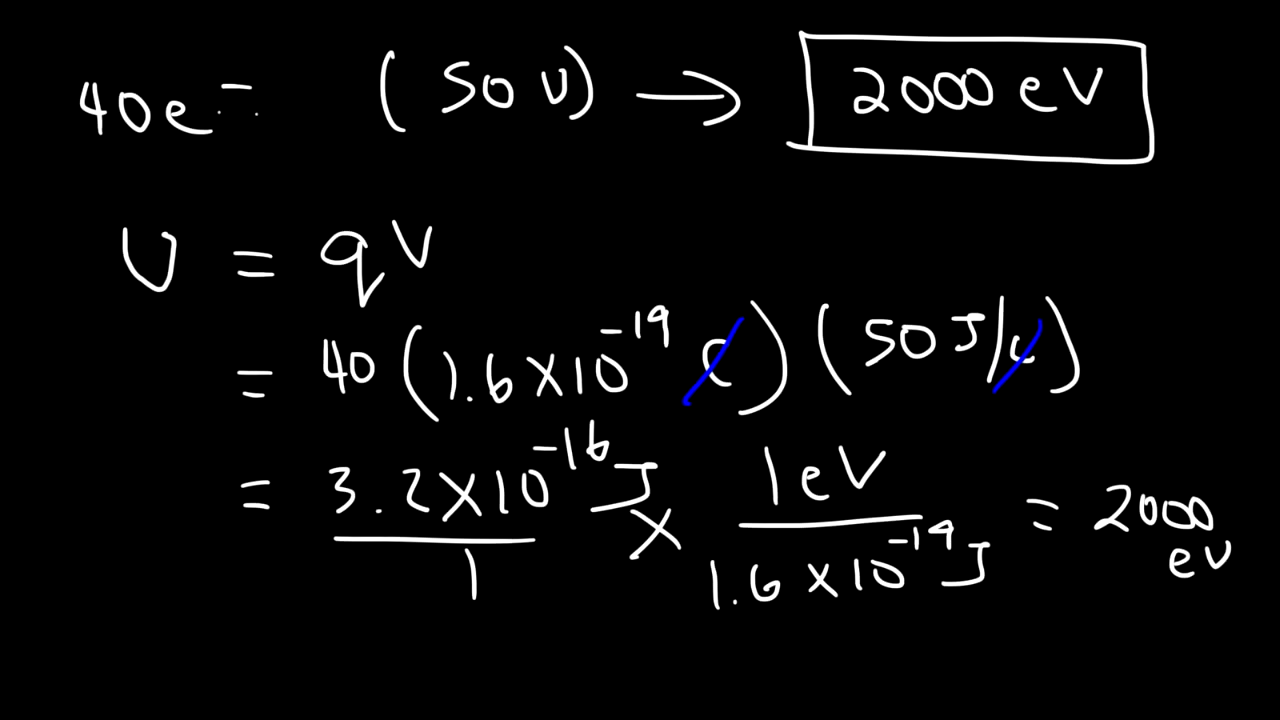 40e⁻ (50 V) → 2000 eV
U = qV
= 40 (1.6 × 10⁻¹⁹ C) (50 J/C)
= 3.2 × 10⁻¹⁶ J / 1 × 1 eV / 1.6 × 10⁻¹⁹ J = 2000 eV